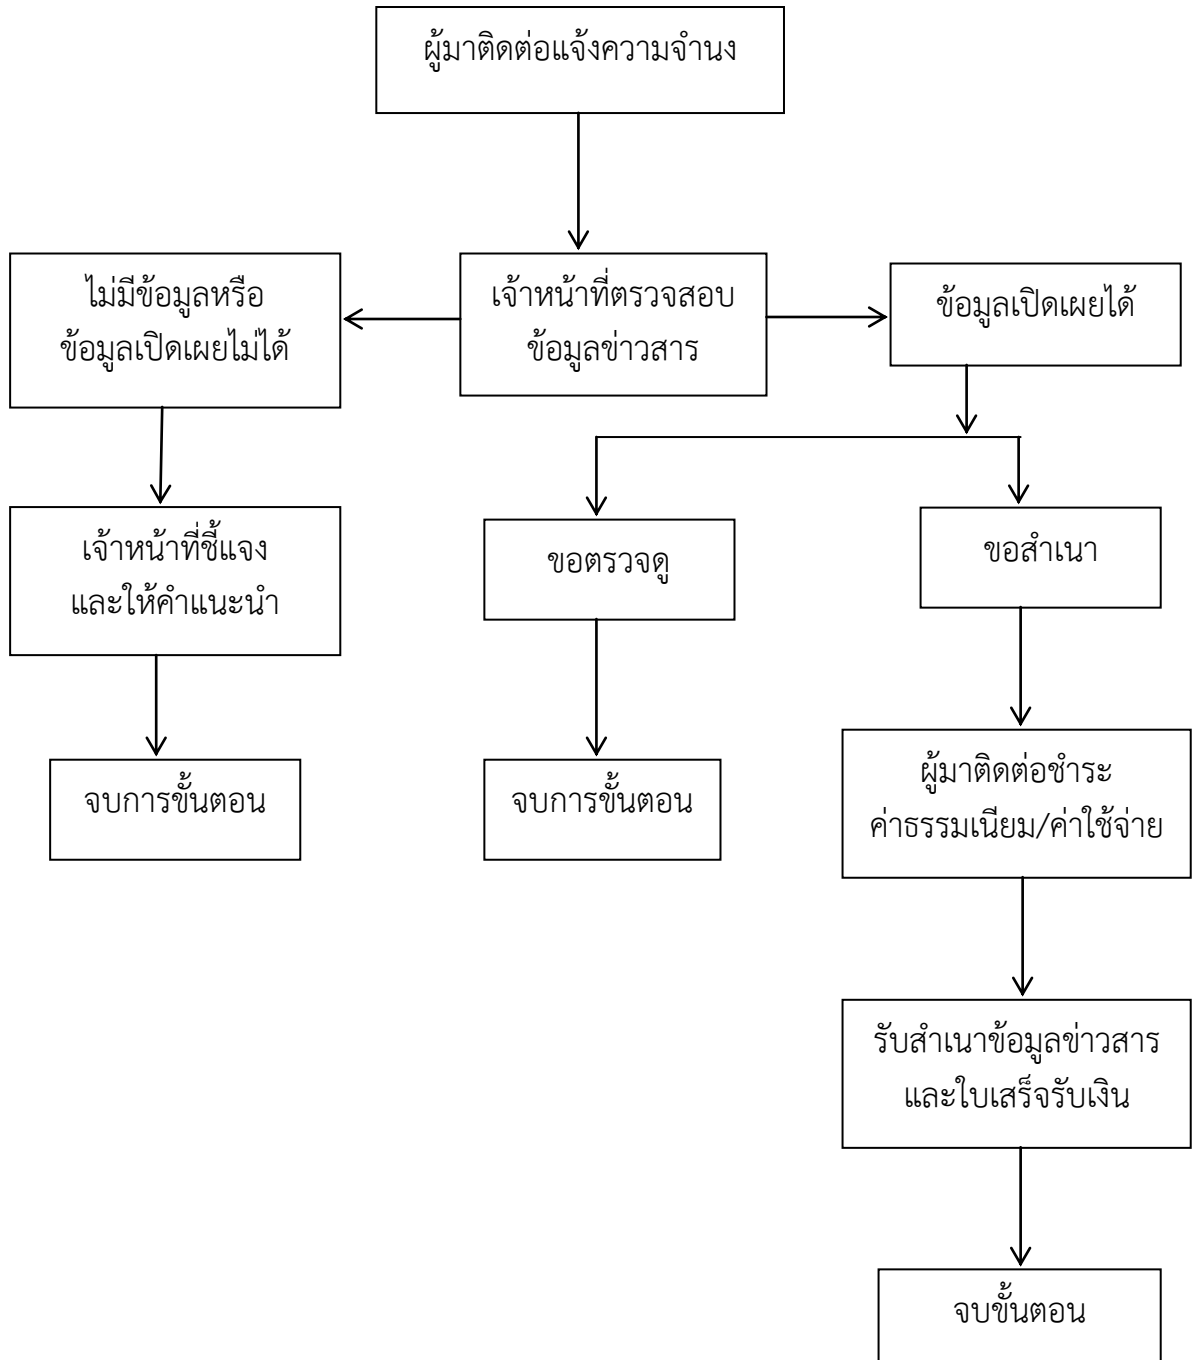 ผู้มาติดต่อแจ้งความจำนง
ไม่มีข้อมูลหรือ
ข้อมูลเปิดเผยไม่ได้
เจ้าหน้าที่ตรวจสอบ
ข้อมูลข่าวสาร
ข้อมูลเปิดเผยได้
เจ้าหน้าที่ชี้แจง
และให้คำแนะนำ
ขอตรวจดู
ขอสำเนา
จบการขั้นตอน
จบการขั้นตอน
ผู้มาติดต่อชำระ
ค่าธรรมเนียม/ค่าใช้จ่าย
รับสำเนาข้อมูลข่าวสาร
และใบเสร็จรับเงิน
จบขั้นตอน